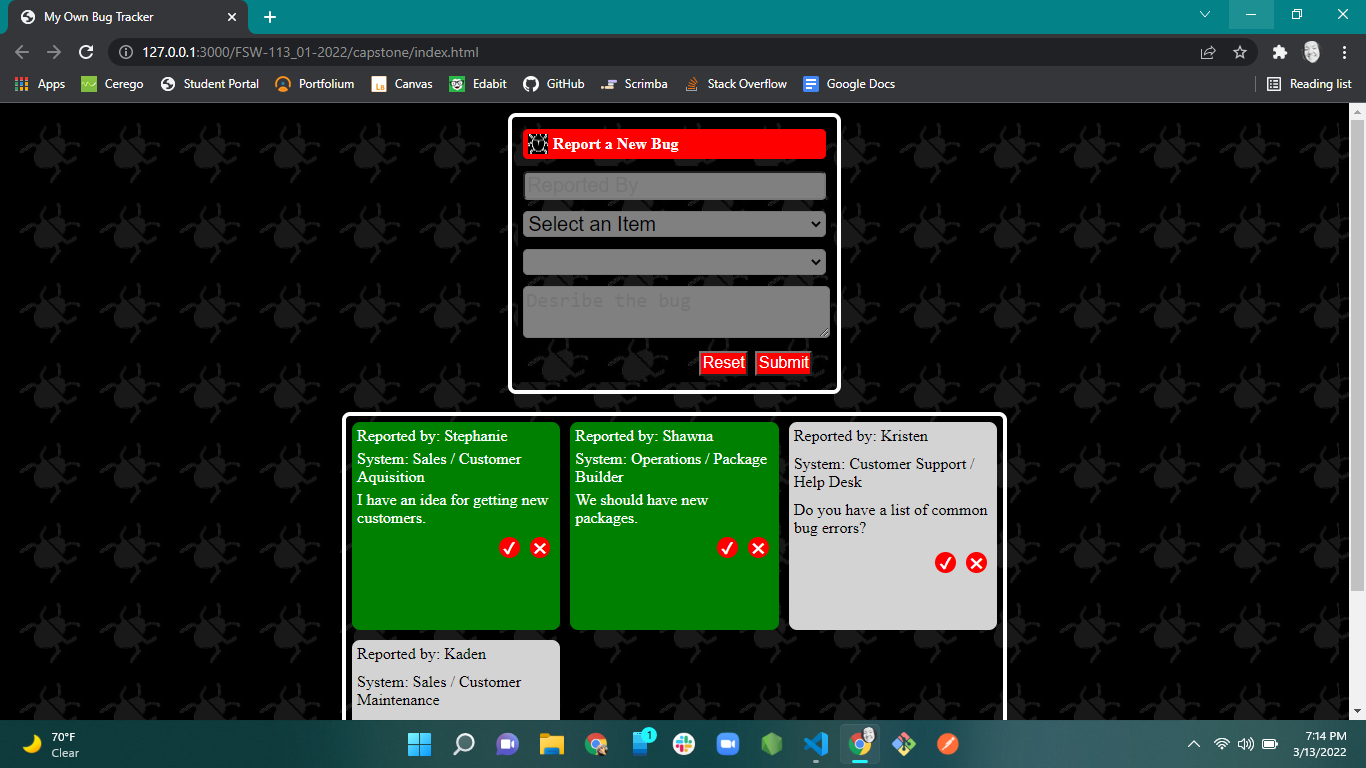 My Own Bug Tracker
127.0.0.1:3000/FSW-113_01-2022/capstone/index.html
Apps Cerego Student Portal Portfolium Canvas Edabit GitHub Scrimba Stack Overflow Google Docs Reading list
Report a New Bug
Reported By
Select an Item
Desribe the bug
Reset Submit
Reported by: Stephanie
System: Sales / Customer
Aquisition
I have an idea for getting new
customers.
Reported by: Shawna
System: Operations / Package
Builder
We should have new
packages.
Reported by: Kristen
System: Customer Support /
Help Desk
Do you have a list of common
bug errors?
Reported by: Kaden
System: Sales / Customer
Maintenance
70°F
Clear
1
7:14 PM
3/13/2022